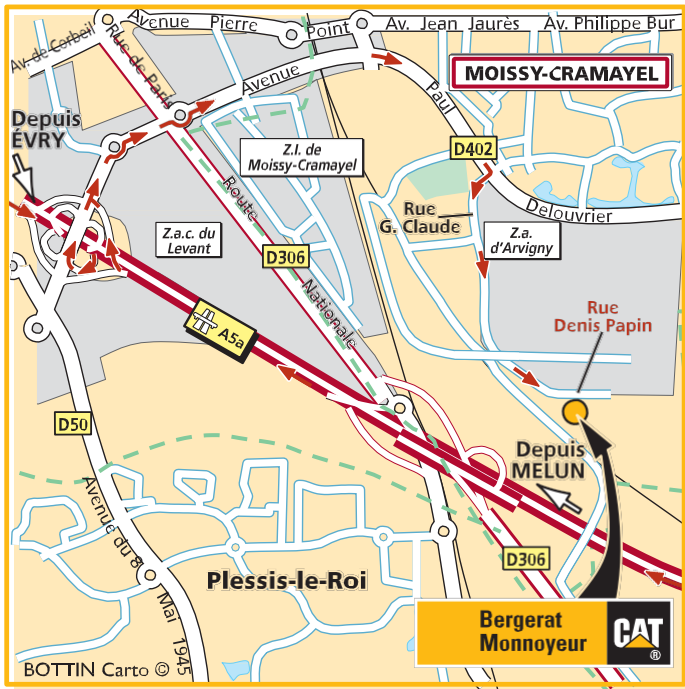 Avenue Pierre Point
Av. Jean Jaurès
Av. Philippe Bur
Av. de Corbeil
Rue de Paris
MOISSY-CRAMAYEL
Avenue
Paul
Delouvrier
Depuis
ÉVRY
Z.I. de
Moissy-Cramayel
D402
Rue
G. Claude
Z.a.c. du
Levant
Z.a.
d'Arvigny
Route
Nationale
D306
Rue
Denis Papin
A5a
D50
Depuis
MELUN
Avenue du 8 Mai 1945
D306
Plessis-le-Roi
Bergerat
Monnoyeur
CAT
®
BOTTIN Carto ©